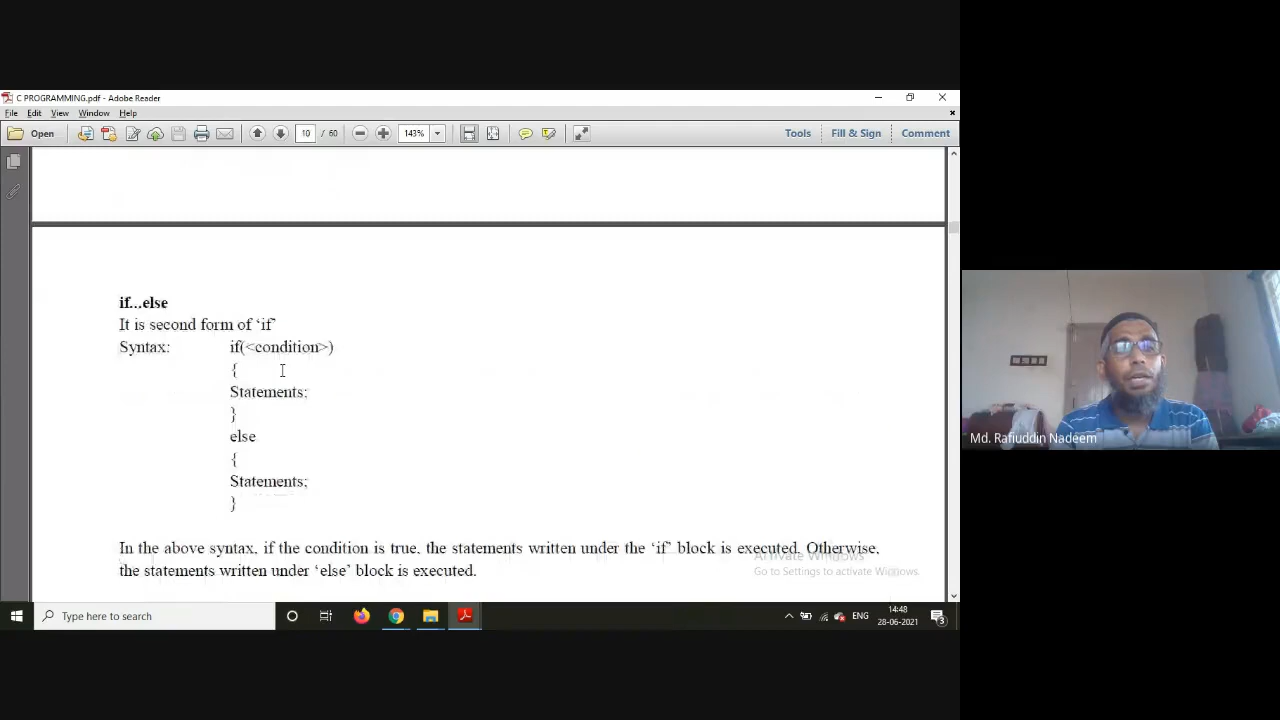 C PROGRAMMING.pdf - Adobe Reader
File Edit View Window Help
Open 10 / 60 143% Tools Fill & Sign Comment
if...else
It is second form of ‘if’
Syntax: if(<condition>)
{
Statements;
}
else
{
Statements;
}
In the above syntax, if the condition is true, the statements written under the ‘if’ block is executed. Otherwise,
the statements written under ‘else’ block is executed.
Activate Windows
Go to Settings to activate Windows.
Md. Rafiuddin Nadeem
Type here to search
ENG
14:48
28-06-2021
3